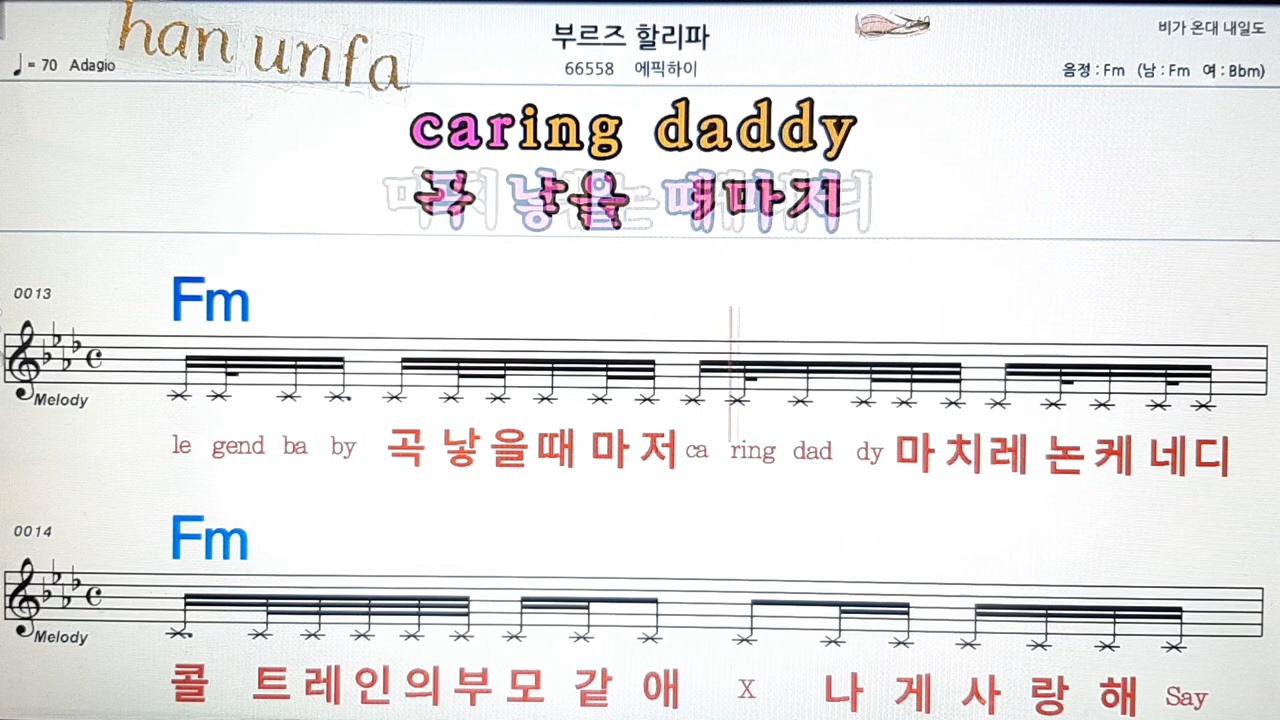 han unfa
부르즈 할리파
비가 온대 내일도
♩ = 70 Adagio
66558 에픽하이
음정 : Fm (남 : Fm 여 : Bbm)
caring daddy
곡 낳을 때마저
0013
Fm
Melody
le gend ba by 곡 낳 을 때 마 저 ca ring dad dy 마 치 레 논 케 네 디
0014
Fm
Melody
콜 트 레 인 의 부 모 같 애 X 나 게 사 랑 해 Say